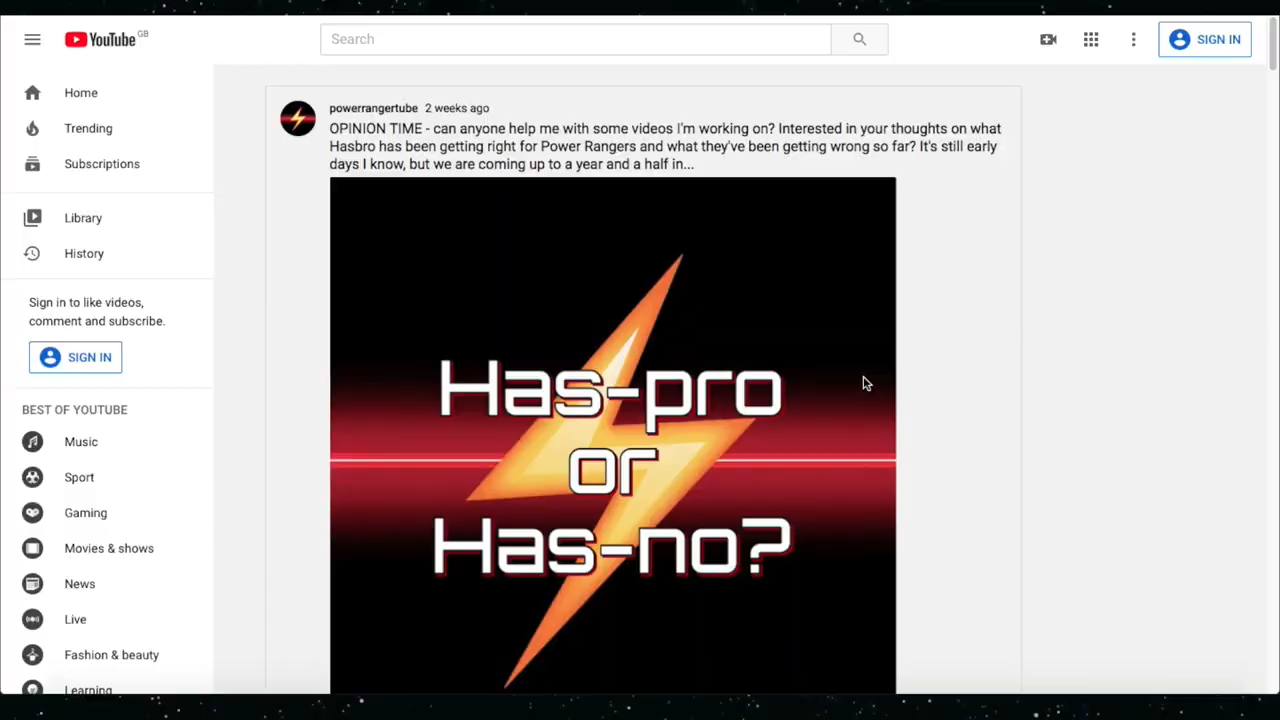 YouTube GB
Search
SIGN IN
Home
Trending
Subscriptions
Library
History
Sign in to like videos,
comment and subscribe.
SIGN IN
BEST OF YOUTUBE
Music
Sport
Gaming
Movies & shows
News
Live
Fashion & beauty
Learning
powerrangertube 2 weeks ago
OPINION TIME - can anyone help me with some videos I'm working on? Interested in your thoughts on what
Hasbro has been getting right for Power Rangers and what they've been getting wrong so far? It's still early
days I know, but we are coming up to a year and a half in...
Has-pro
or
Has-no?